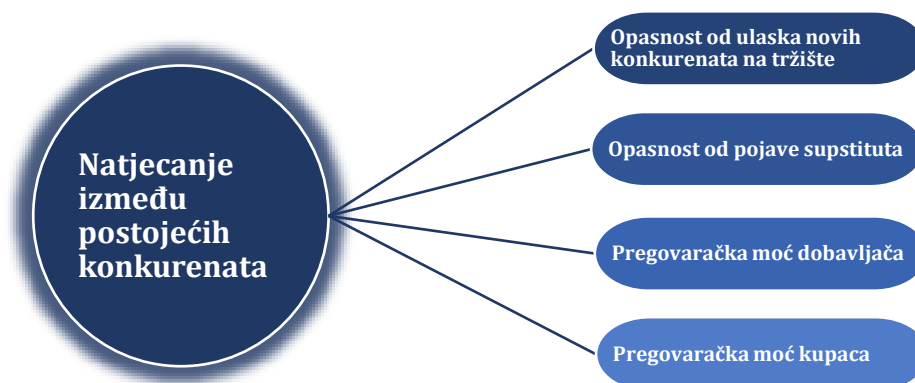 Natjecanje
između
postojećih
konkurenata
Opasnost od ulaska novih
konkurenata na tržište
Opasnost od pojave supstituta
Pregovaračka moć dobavljača
Pregovaračka moć kupaca